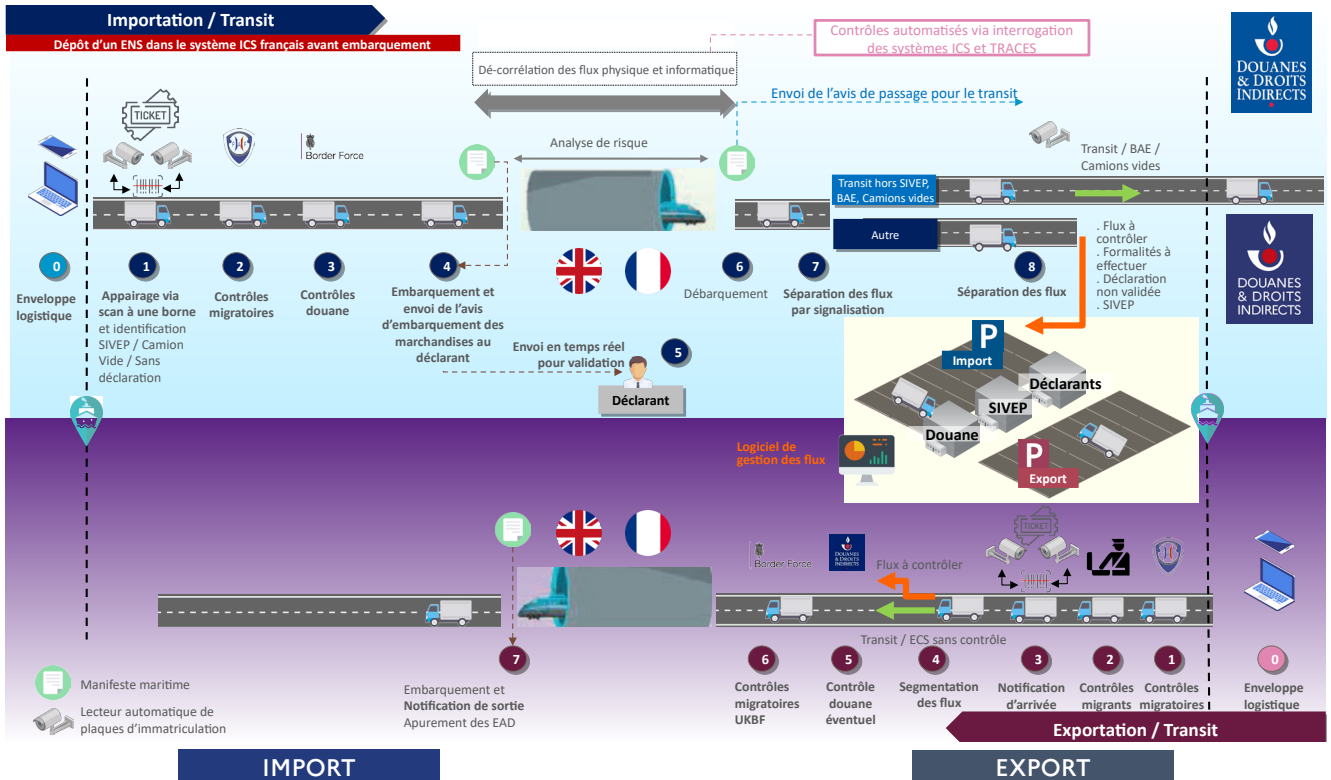 Importation / Transit
Dépôt d'un ENS dans le système ICS français avant embarquement
Contrôles automatisés via interrogation
des systèmes ICS et TRACES
DOUANES
& DROITS
INDIRECTS
Dé-corrélation des flux physique et informatique
Envoi de l'avis de passage pour le transit
TICKET
Border Force
Analyse de risque
Transit / BAE /
Camions vides
Transit hors SIVEP,
BAE, Camions vides
Autre
. Flux à
contrôler
. Formalités à
effectuer
. Déclaration
non validée
. SIVEP
DOUANES
& DROITS
INDIRECTS
0
Enveloppe
logistique
1
Appairage via
scan à une borne
et identification
SIVEP / Camion
Vide / Sans
déclaration
2
Contrôles
migratoires
3
Contrôles
douane
4
Embarquement et
envoi de l'avis
d'embarquement des
marchandises au
déclarant
Envoi en temps réel
pour validation
5
Déclarant
6
Débarquement
7
Séparation des flux
par signalisation
8
Séparation des flux
P
Import
Déclarants
SIVEP
Douane
P
Export
Logiciel de
gestion des flux
TICKET
Border Force
DOUANES
& DROITS
INDIRECTS
Flux à contrôler
Transit / ECS sans contrôle
7
Embarquement et
Notification de sortie
Apurement des EAD
6
Contrôles
migratoires
UKBF
5
Contrôle
douane
éventuel
4
Segmentation
des flux
3
Notification
d'arrivée
2
Contrôles
migrants
1
Contrôles
migratoires
0
Enveloppe
logistique
Manifeste maritime
Lecteur automatique de
plaques d'immatriculation
Exportation / Transit
IMPORT
EXPORT